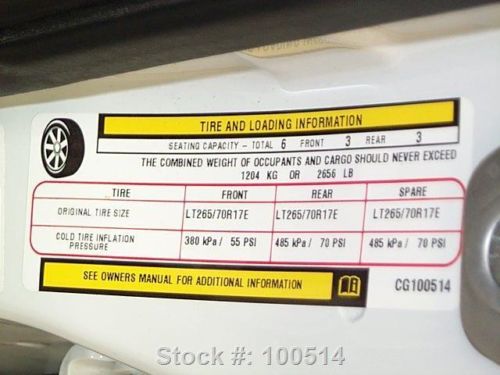 TIRE AND LOADING INFORMATION
SEATING CAPACITY - TOTAL 6 FRONT 3 REAR 3
THE COMBINED WEIGHT OF OCCUPANTS AND CARGO SHOULD NEVER EXCEED
1204 KG OR 2656 LB
TIRE FRONT REAR SPARE
ORIGINAL TIRE SIZE LT265/70R17E LT265/70R17E LT265/70R17E
COLD TIRE INFLATION PRESSURE 380 kPa / 55 PSI 485 kPa / 70 PSI 485 kPa / 70 PSI
SEE OWNERS MANUAL FOR ADDITIONAL INFORMATION
CG100514
Stock #: 100514